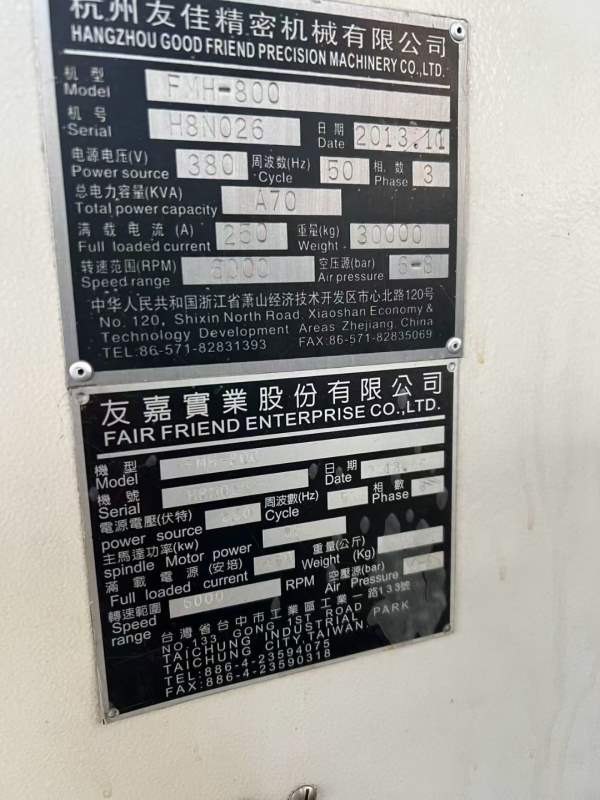 杭州友佳精密机械有限公司
HANGZHOU GOOD FRIEND PRECISION MACHINERY CO.,LTD.
机型 Model FMH-800
机号 Serial H8N026 日期 Date 2013.11
电源电压(V) Power source 380 周波数(Hz) Cycle 50 相数 Phase 3
总电力容量(KVA) Total power capacity A70
满载电流(A) Full loaded current 250 重量(kg) Weight 30000
转速范围(RPM) Speed range 6000 空压源(bar) Air pressure 6-8
中华人民共和国浙江省萧山经济技术开发区市心北路120号
No. 120, Shixin North Road, Xiaoshan Economy &
Technology Development Areas Zhejiang, China
TEL:86-571-82831393 FAX:86-571-82835069
友嘉實業股份有限公司
FAIR FRIEND ENTERPRISE CO.,LTD.
機型 Model
機號 Serial 日期 Date
電源電壓(伏特) power source 周波數(Hz) Cycle 相數 Phase
主馬達功率(kw) spindle Motor power 重量(公斤) Weight (Kg)
滿載電源(安培) Full loaded current 空壓源(bar) Air Pressure
轉速範圍 Speed range 6000 RPM
台灣省台中市工業區工業一路133號
NO.133, GONG 1ST ROAD
TAICHUNG INDUSTRIAL PARK
TAICHUNG CITY,TAIWAN.
TEL:886-4-23594075
FAX:886-4-23590318